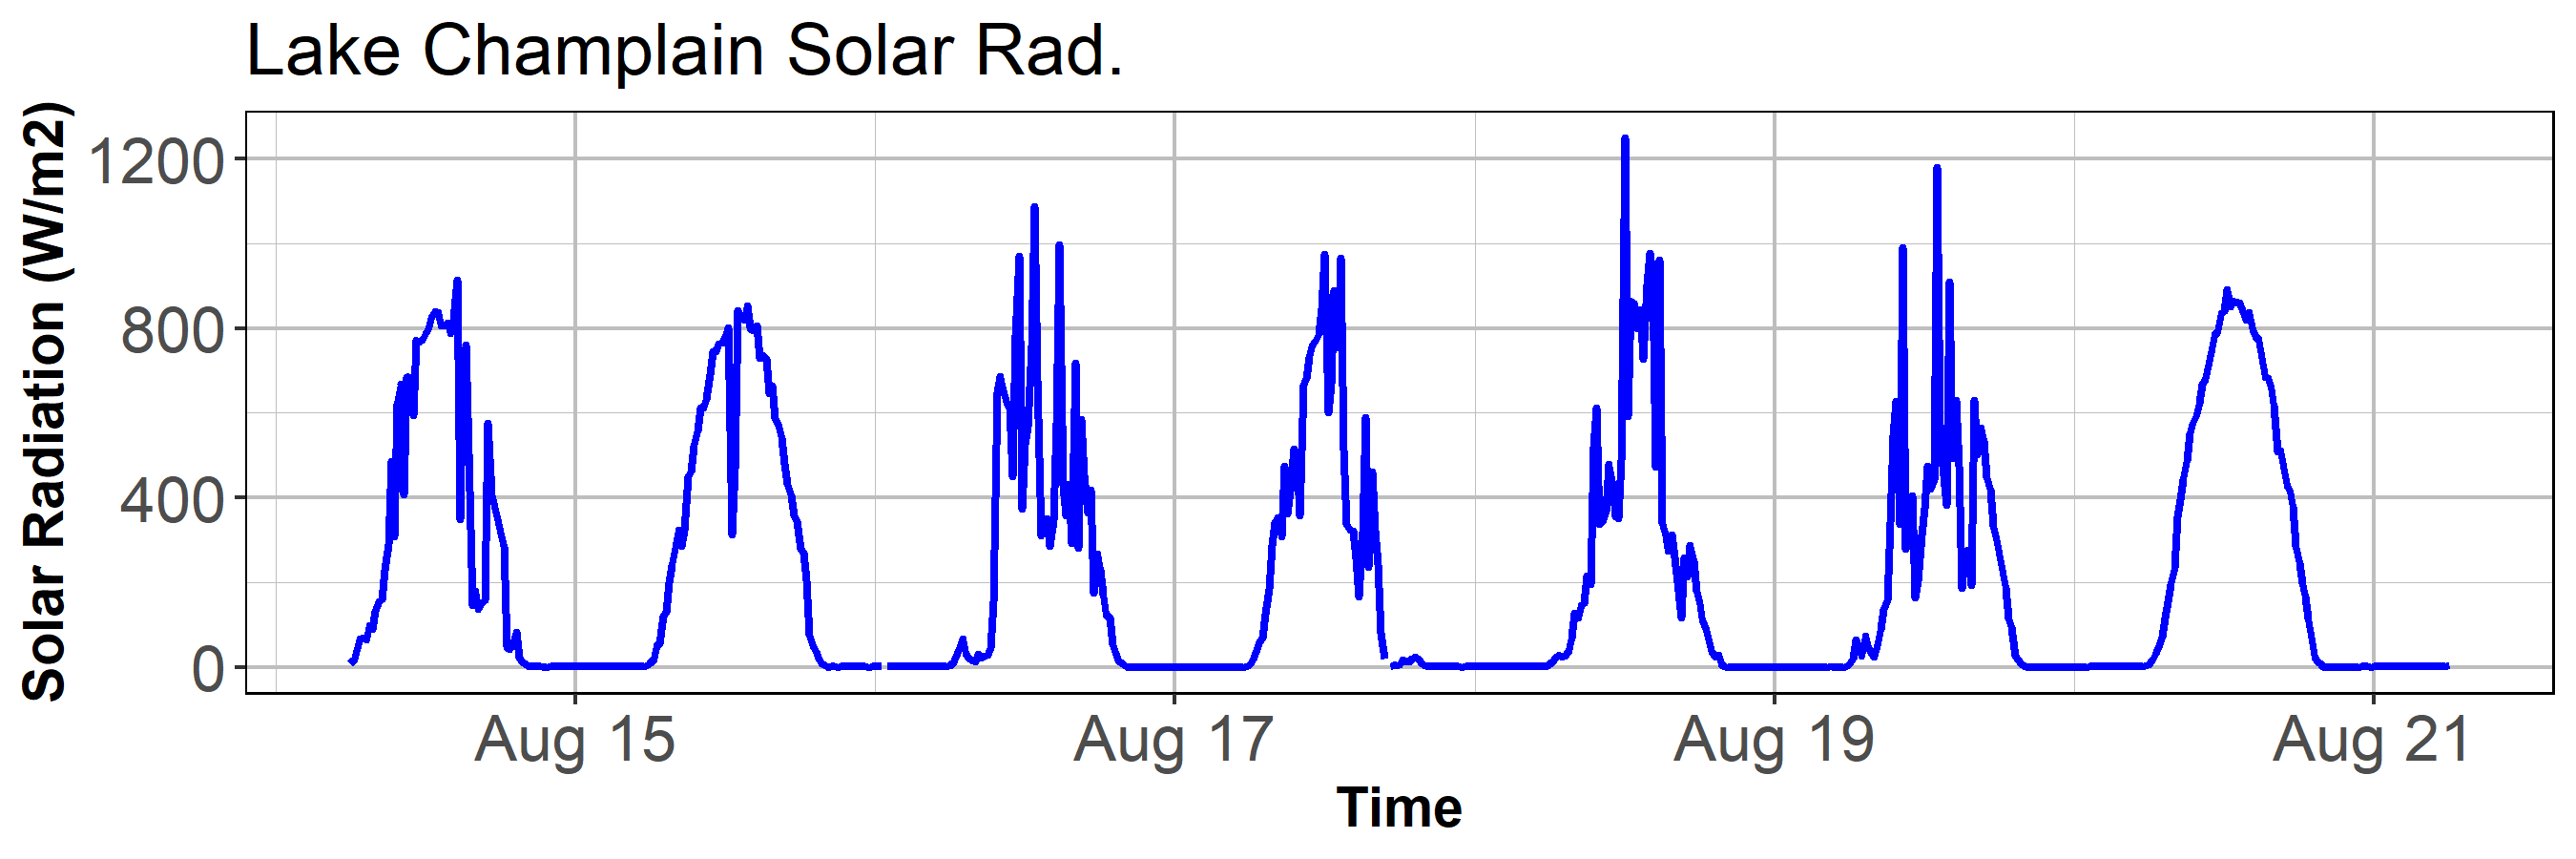 Lake Champlain Solar Rad.
Solar Radiation (W/m2)
1200
800
400
0
Aug 15
Aug 17
Aug 19
Aug 21
Time